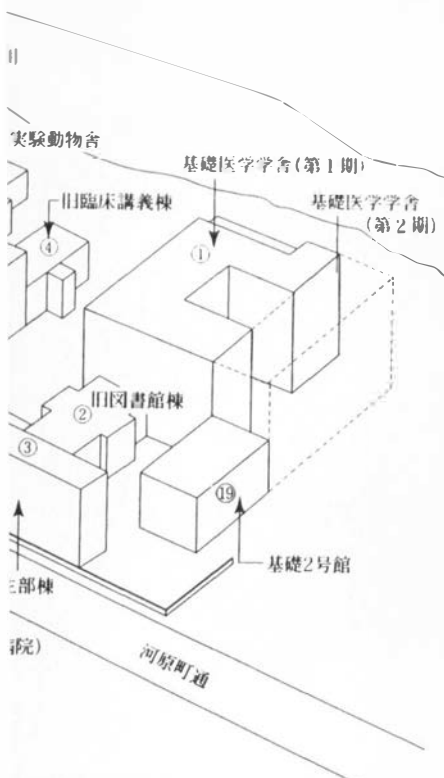 川
実験動物舎
基礎医学学舎(第1期)
旧臨床講義棟
基礎医学学舎
(第2期)
④
①
旧図書館棟
②
③
⑲
基礎2号館
部棟
病院)
河原町通